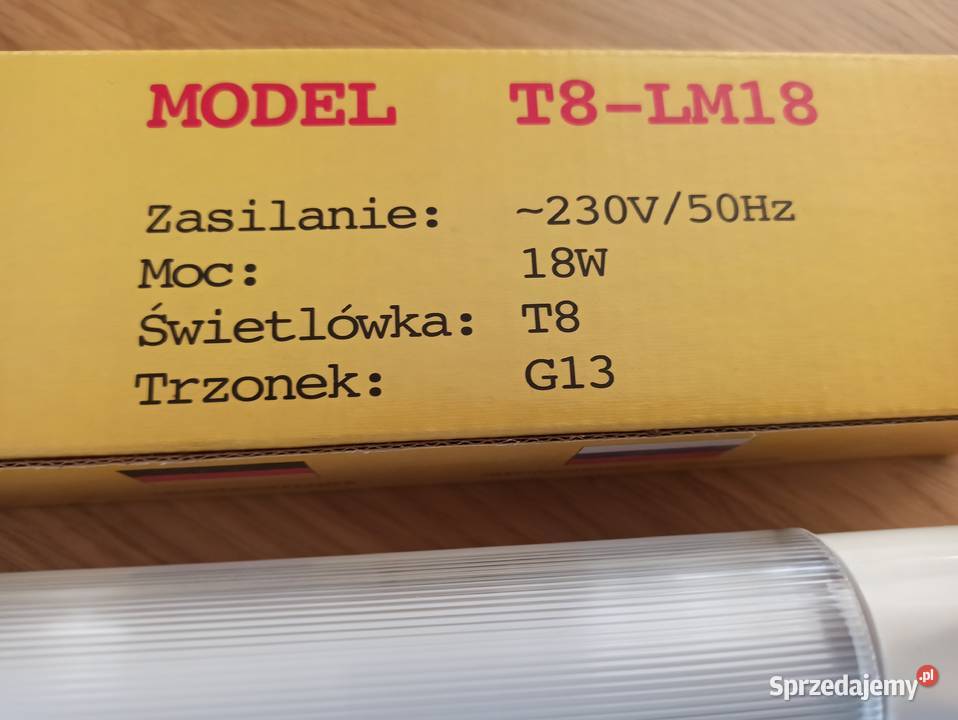 MODEL T8-LM18
Zasilanie: ~230V/50Hz
Moc: 18W
Świetlówka: T8
Trzonek: G13
Sprzedajemy.pl